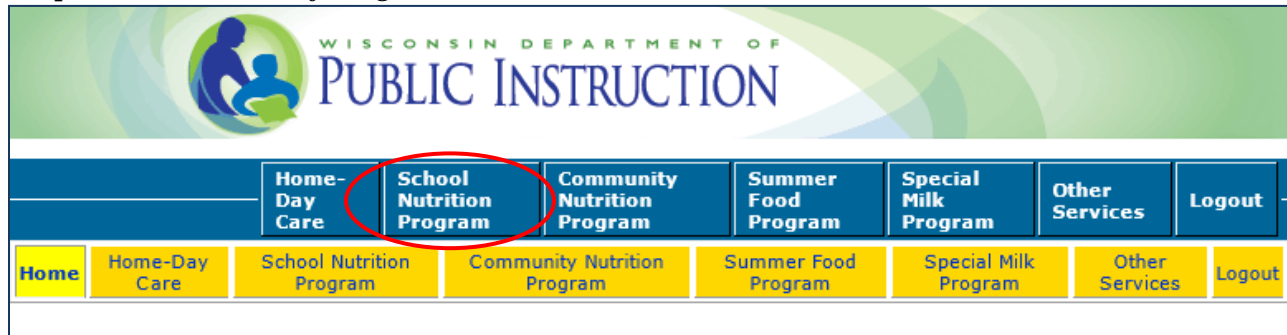 WISCONSIN DEPARTMENT OF
PUBLIC INSTRUCTION
Home-
Day
Care
School
Nutrition
Program
Community
Nutrition
Program
Summer
Food
Program
Special
Milk
Program
Other
Services
Logout
Home
Home-Day
Care
School Nutrition
Program
Community Nutrition
Program
Summer Food
Program
Special Milk
Program
Other
Services
Logout